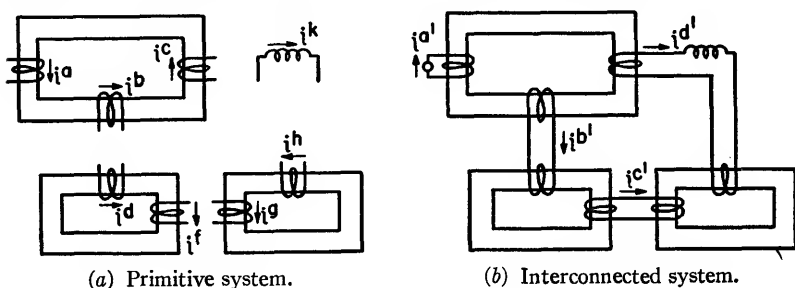 i^a
i^b
i^c
i^k
i^d
i^f
i^g
i^h
(a) Primitive system.
i^a'
i^d'
i^b'
i^c'
(b) Interconnected system.